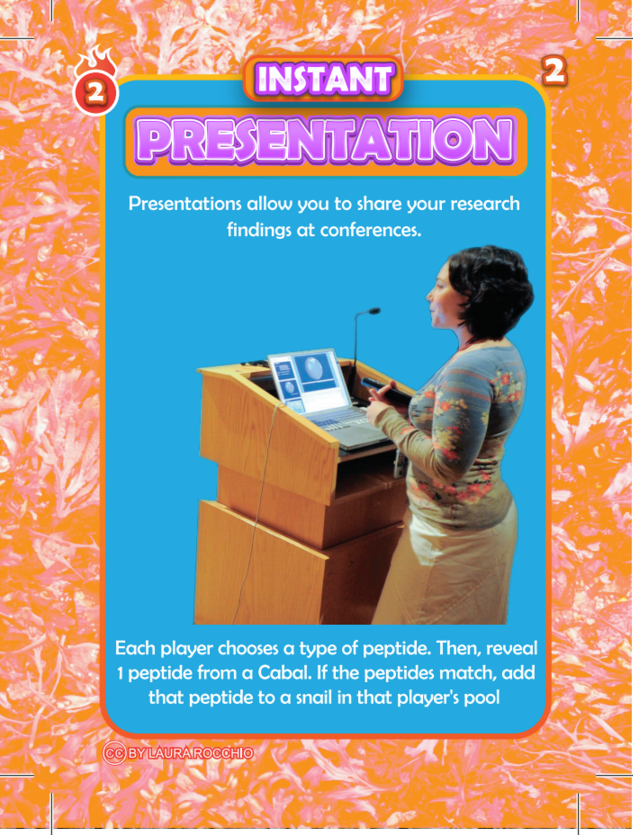 INSTANT
2
2
PRESENTATION
Presentations allow you to share your research
findings at conferences.
Each player chooses a type of peptide. Then, reveal
1 peptide from a Cabal. If the peptides match, add
that peptide to a snail in that player's pool
CC BY LAURA ROCCHIO